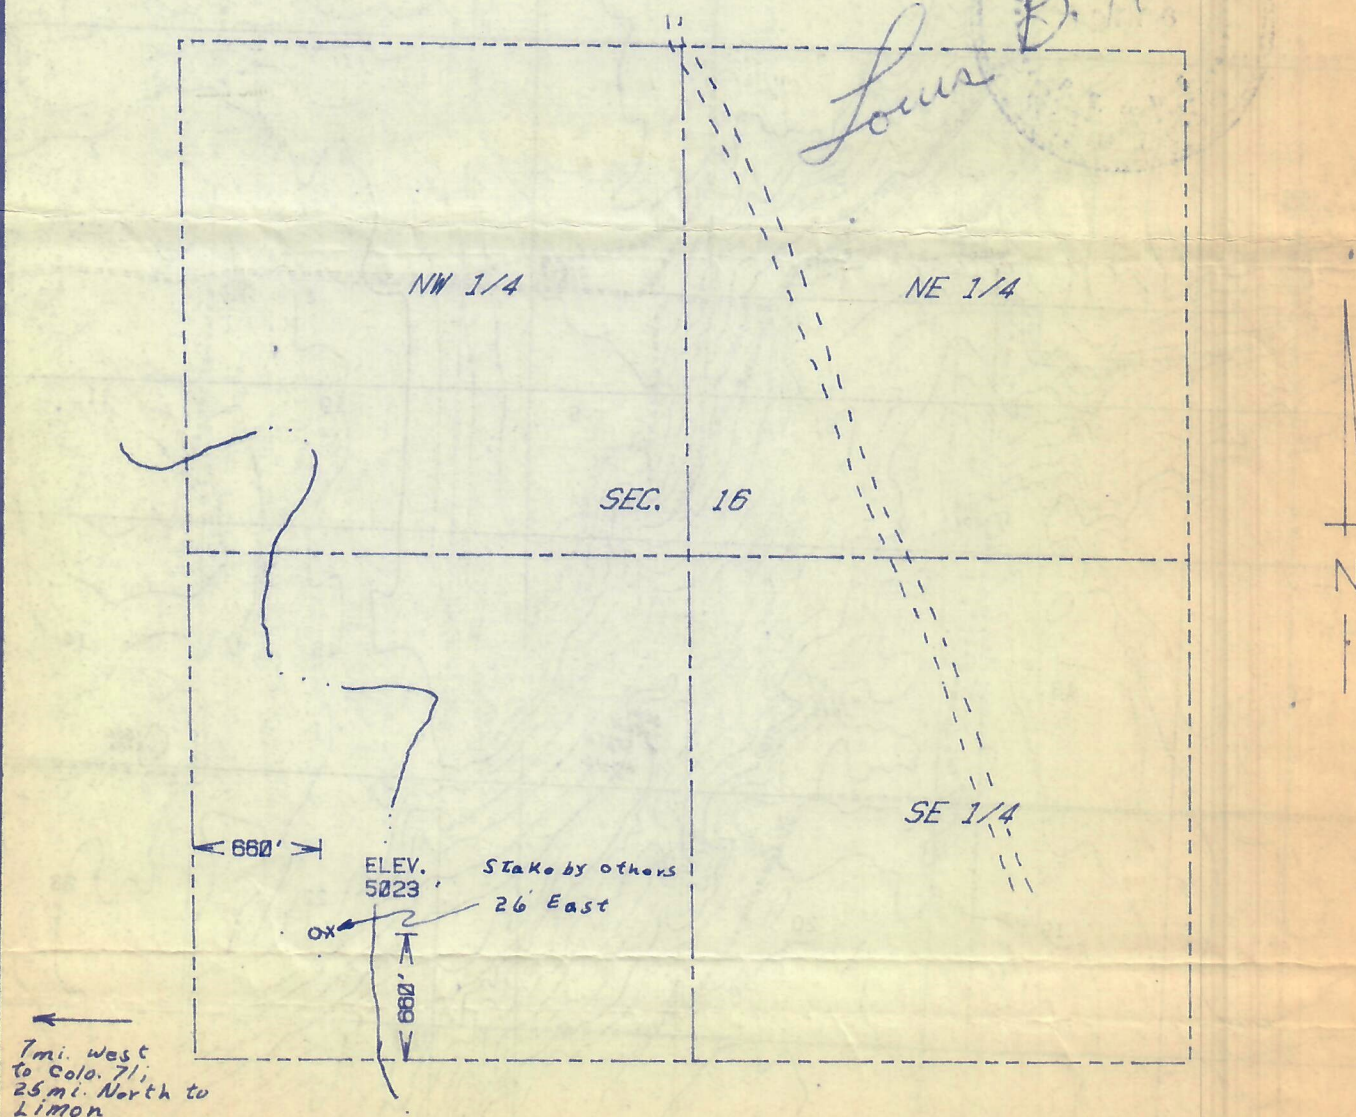 Louis
NW 1/4
NE 1/4
SEC. 16
SE 1/4
660'
ELEV.
5023'
Stake by others
26' East
OX
660'
N
7mi. West
to Colo. 71;
25mi. North to
Limon